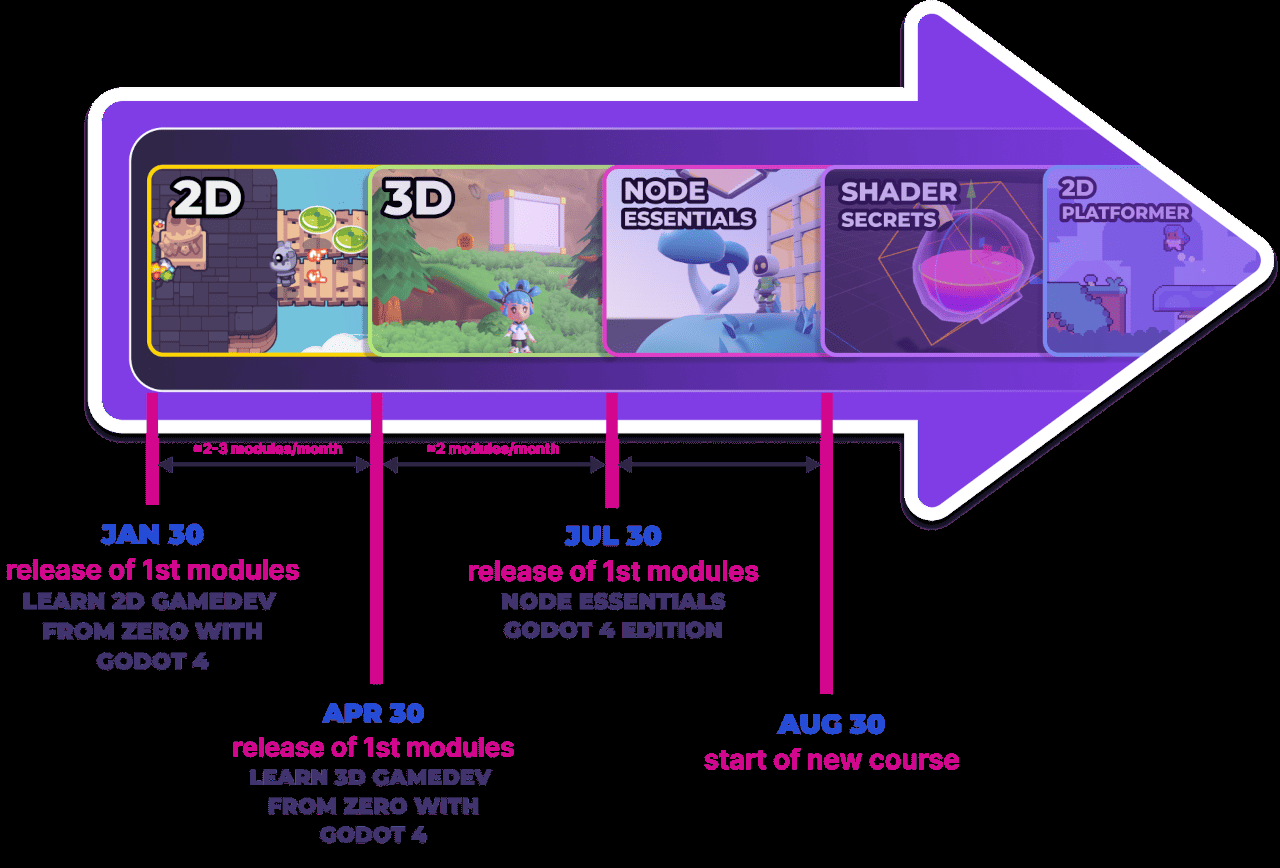 2D
3D
NODE
ESSENTIALS
SHADER
SECRETS
2D
PLATFORMER
≈2-3 modules/month
≈2 modules/month
JAN 30
release of 1st modules
LEARN 2D GAMEDEV
FROM ZERO WITH
GODOT 4
APR 30
release of 1st modules
LEARN 3D GAMEDEV
FROM ZERO WITH
GODOT 4
JUL 30
release of 1st modules
NODE ESSENTIALS
GODOT 4 EDITION
AUG 30
start of new course